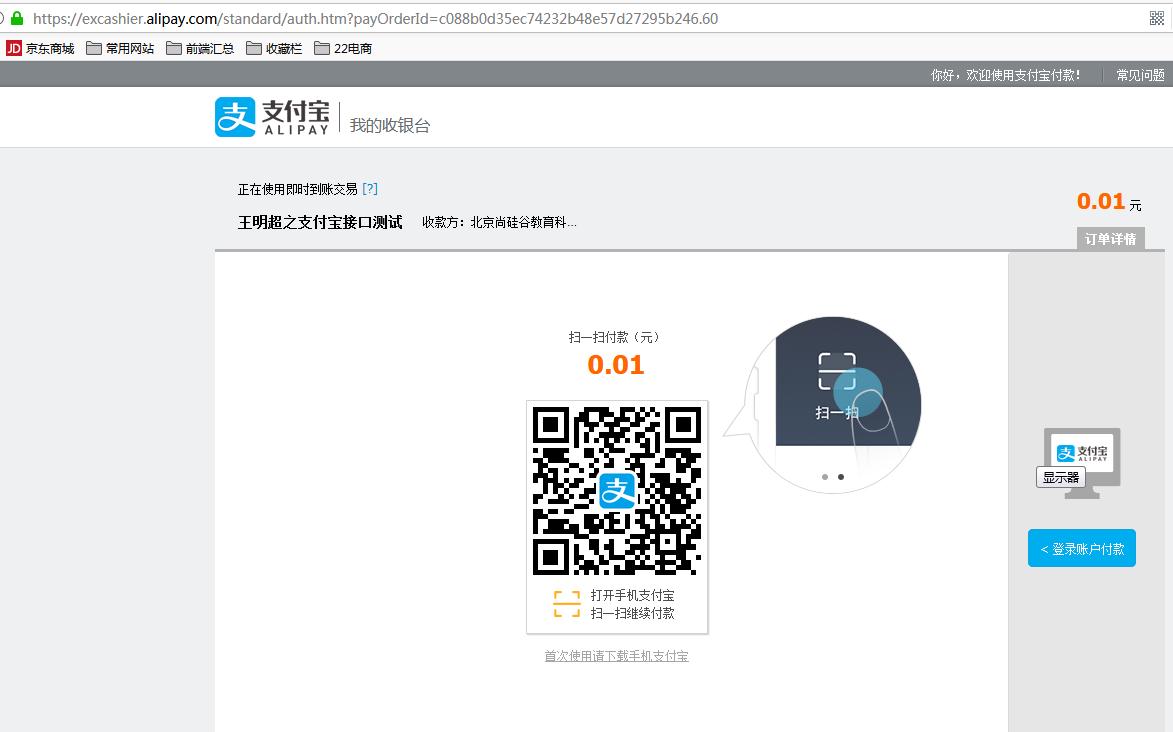 https://excashier.alipay.com/standard/auth.htm?payOrderId=c088b0d35ec74232b48e57d27295b246.60
JD 京东商城 常用网站 前端汇总 收藏栏 22电商
你好，欢迎使用支付宝付款！ 常见问题
支 支付宝 ALIPAY 我的收银台
正在使用即时到账交易 [?]
王明超之支付宝接口测试 收款方：北京尚硅谷教育科...
0.01 元
订单详情
扫一扫付款（元）
0.01
扫一扫
支
打开手机支付宝
扫一扫继续付款
首次使用请下载手机支付宝
支 支付宝 ALIPAY
显示器
< 登录账户付款